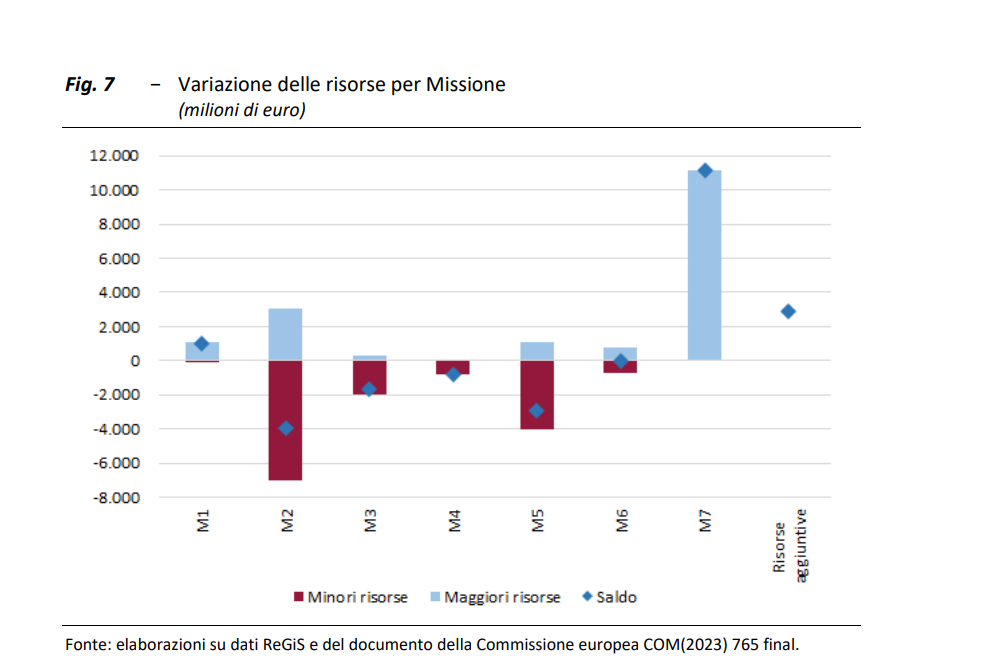 Fig. 7 – Variazione delle risorse per Missione
(milioni di euro)
12.000
10.000
8.000
6.000
4.000
2.000
0
-2.000
-4.000
-6.000
-8.000
M1 M2 M3 M4 M5 M6 M7 Risorse
aggiuntive
Minori risorse Maggiori risorse Saldo
Fonte: elaborazioni su dati ReGiS e del documento della Commissione europea COM(2023) 765 final.